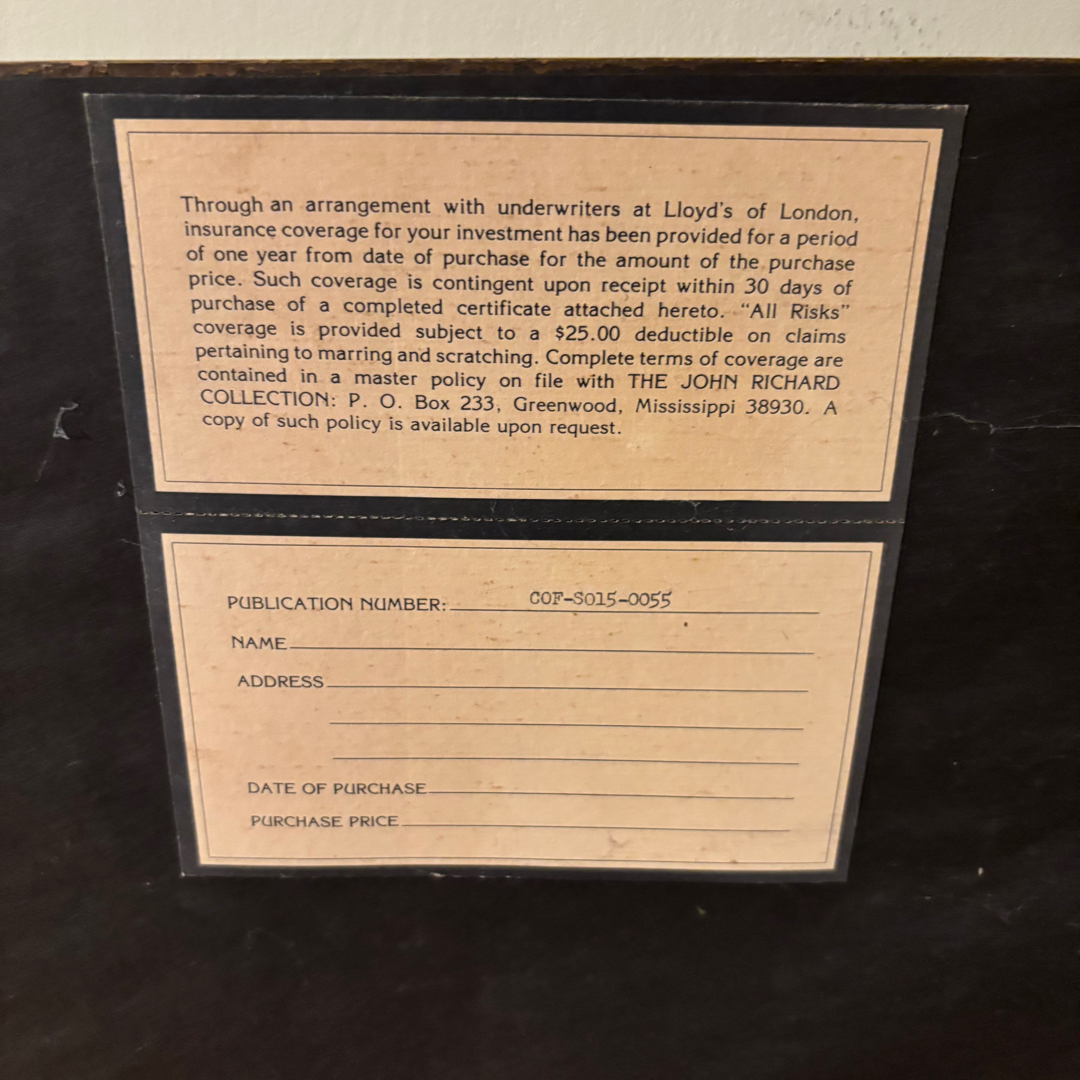 Through an arrangement with underwriters at Lloyd's of London,
insurance coverage for your investment has been provided for a period
of one year from date of purchase for the amount of the purchase
price. Such coverage is contingent upon receipt within 30 days of
purchase of a completed certificate attached hereto. "All Risks"
coverage is provided subject to a $25.00 deductible on claims
pertaining to marring and scratching. Complete terms of coverage are
contained in a master policy on file with THE JOHN RICHARD
COLLECTION: P. O. Box 233, Greenwood, Mississippi 38930. A
copy of such policy is available upon request.
PUBLICATION NUMBER: COF-S015-0055
NAME
ADDRESS
DATE OF PURCHASE
PURCHASE PRICE